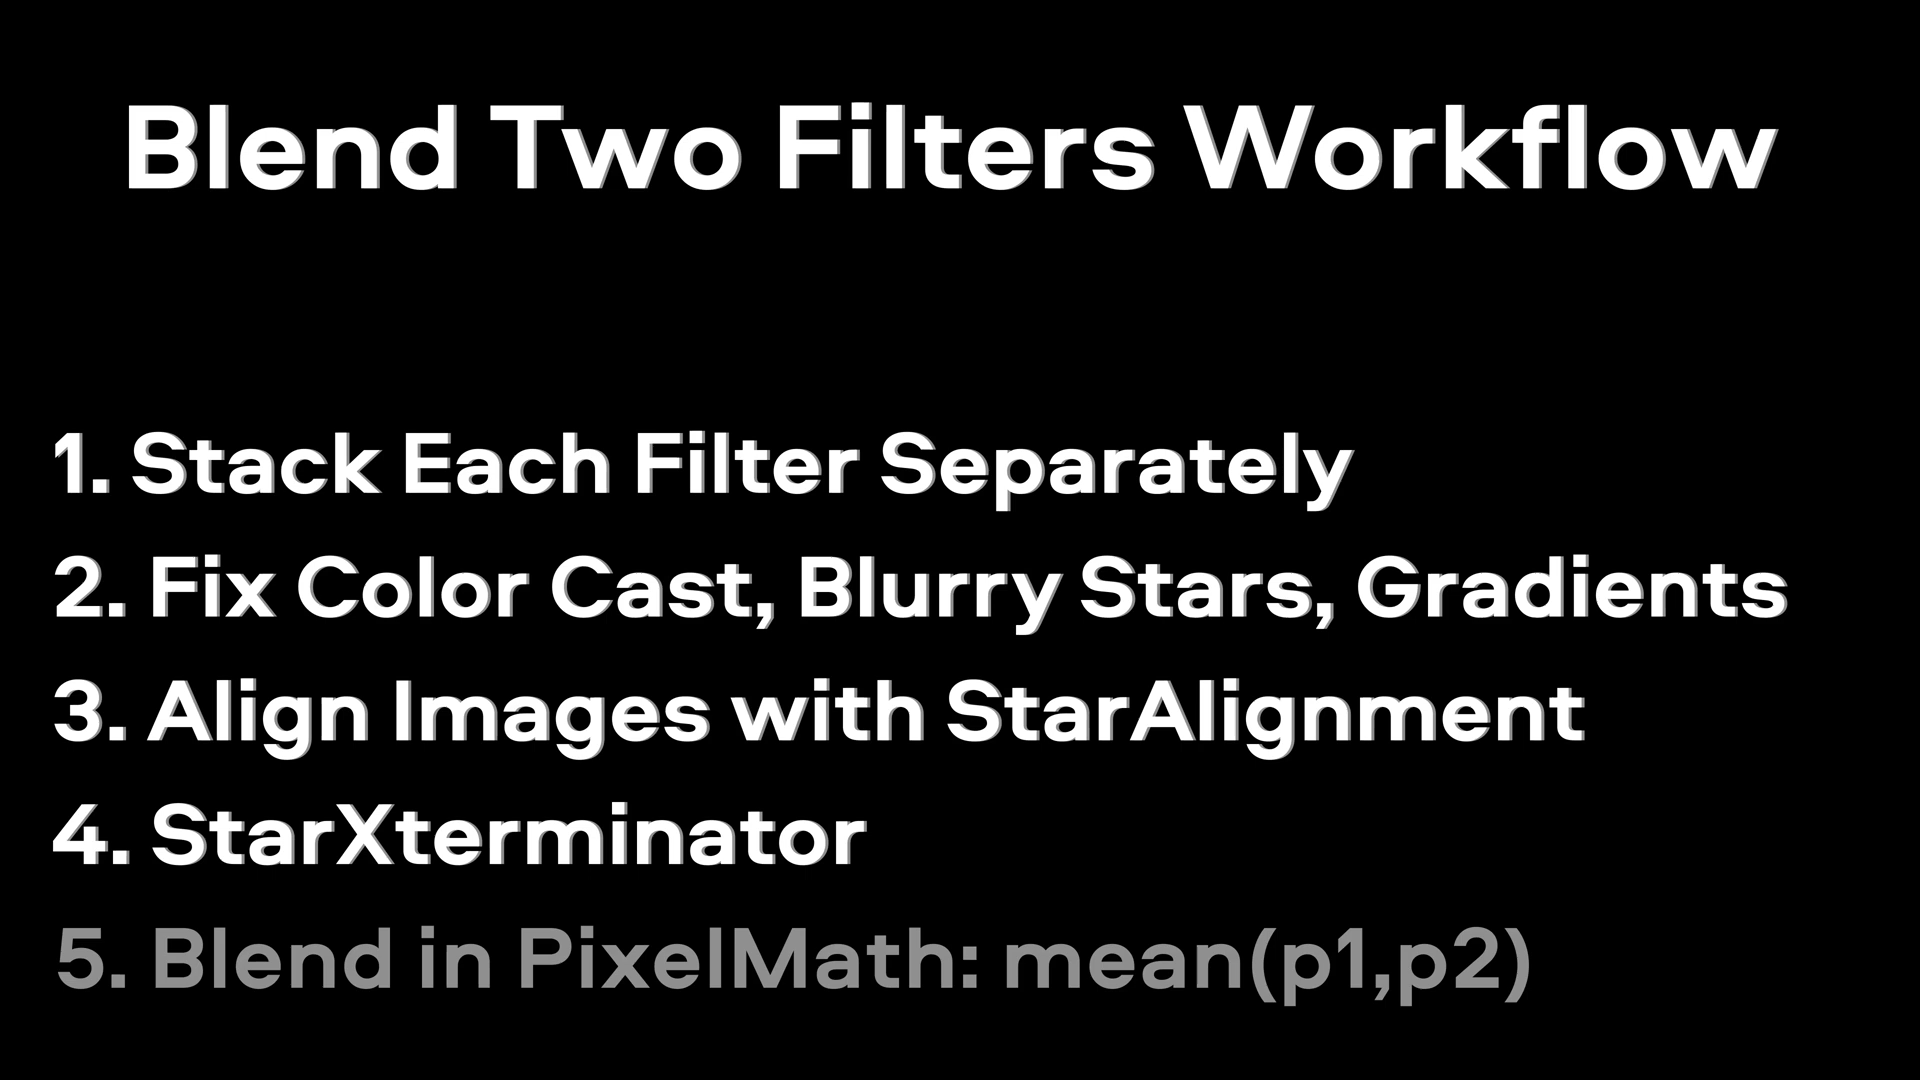 Blend Two Filters Workflow
1. Stack Each Filter Separately
2. Fix Color Cast, Blurry Stars, Gradients
3. Align Images with StarAlignment
4. StarXterminator
5. Blend in PixelMath: mean(p1,p2)